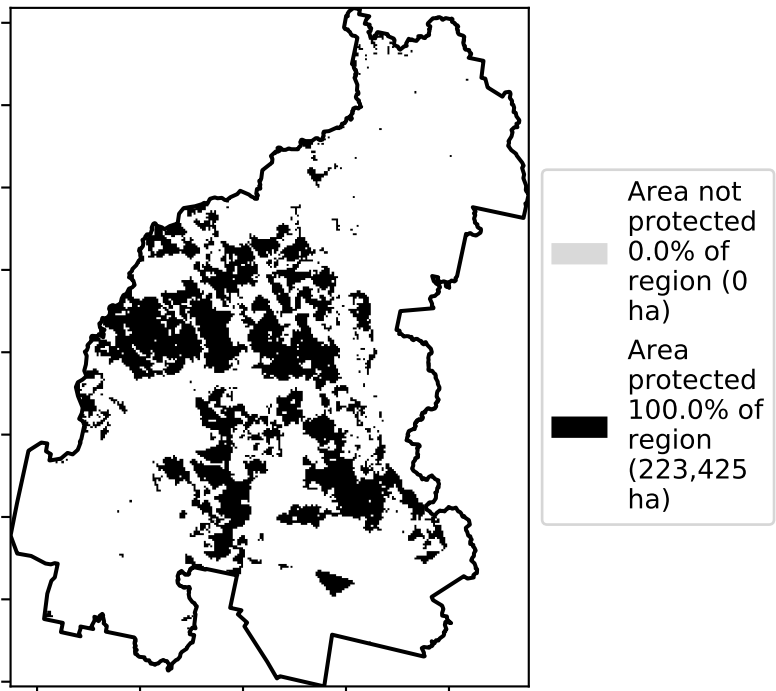 Area not
protected
0.0% of
region (0
ha)
Area
protected
100.0% of
region
(223,425
ha)